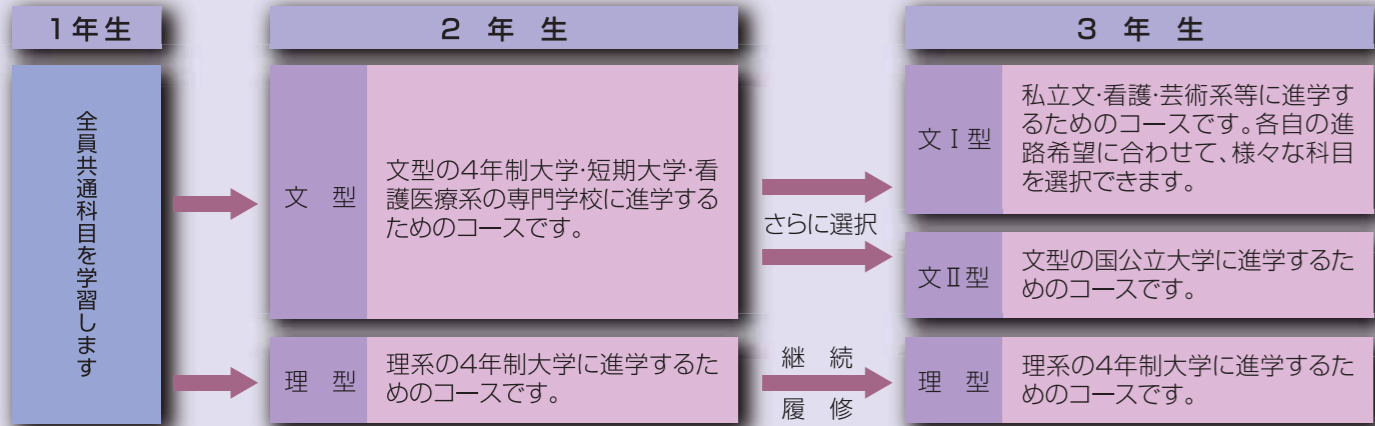 1年生
全員共通科目を学習します
2年生
文型
文型の4年制大学・短期大学・看
護医療系の専門学校に進学する
ためのコースです。
理型
理系の4年制大学に進学するた
めのコースです。
さらに選択
継続
履修
3年生
文Ⅰ型
私立文・看護・芸術系等に進学す
るためのコースです。各自の進
路希望に合わせて、様々な科目
を選択できます。
文Ⅱ型
文型の国公立大学に進学するた
めのコースです。
理型
理系の4年制大学に進学するた
めのコースです。